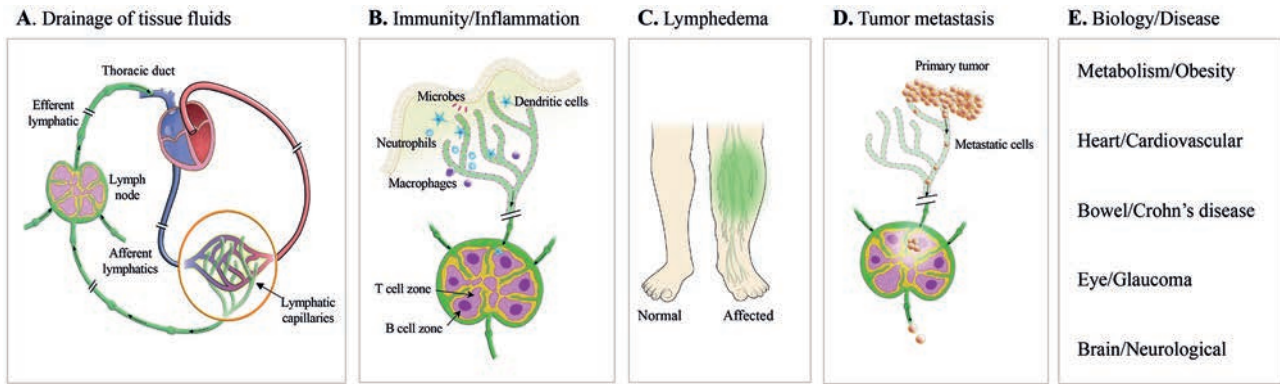 A. Drainage of tissue fluids
Thoracic duct
Efferent
lymphatic
Lymph
node
Afferent
lymphatics
Lymphatic
capillaries
B. Immunity/Inflammation
Microbes
Dendritic cells
Neutrophils
Macrophages
T cell zone
B cell zone
C. Lymphedema
Normal
Affected
D. Tumor metastasis
Primary tumor
Metastatic cells
E. Biology/Disease
Metabolism/Obesity
Heart/Cardiovascular
Bowel/Crohn’s disease
Eye/Glaucoma
Brain/Neurological